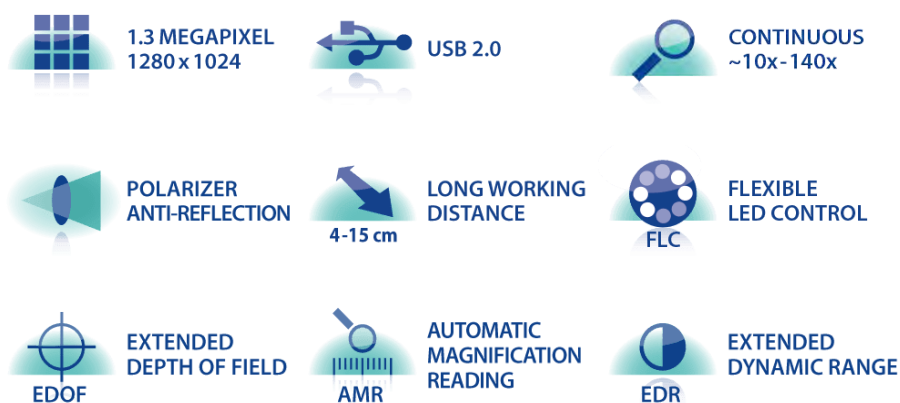 1.3 MEGAPIXEL
1280 x 1024
USB 2.0
CONTINUOUS
~10x-140x
POLARIZER
ANTI-REFLECTION
4-15 cm
LONG WORKING
DISTANCE
FLC
FLEXIBLE
LED CONTROL
EDOF
EXTENDED
DEPTH OF FIELD
AMR
AUTOMATIC
MAGNIFICATION
READING
EDR
EXTENDED
DYNAMIC RANGE